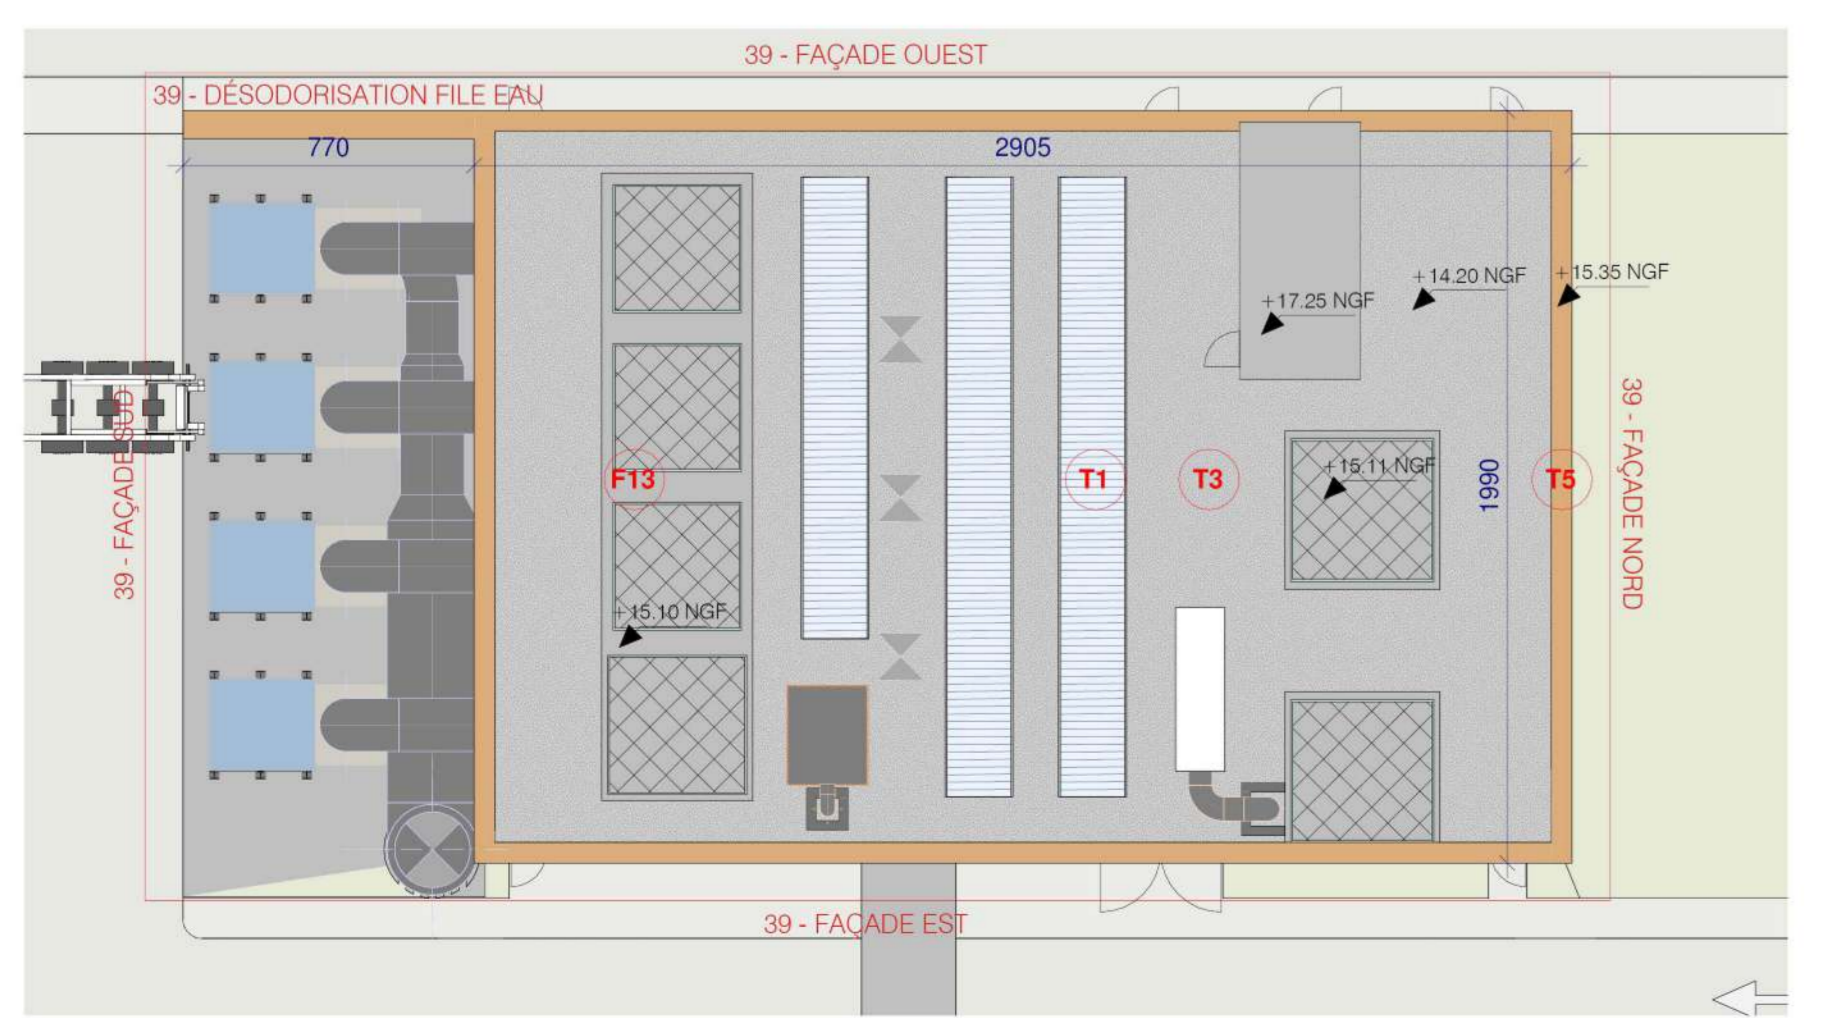 39 - FAÇADE OUEST
39 - DÉSODORISATION FILE EAU
770
2905
+14.20 NGF
+15.35 NGF
+17.25 NGF
39 - FAÇADE SUD
39 - FAÇADE NORD
+15.11 NGF
1990
F13
T1
T3
T5
+15.10 NGF
39 - FAÇADE EST